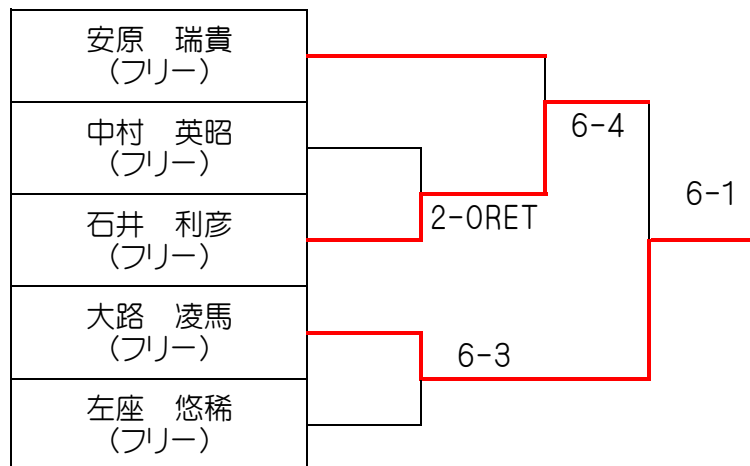 安原　瑞貴
(フリー)
中村　英昭
(フリー)
石井　利彦
(フリー)
大路　凌馬
(フリー)
左座　悠稀
(フリー)
2-0RET
6-4
6-3
6-1